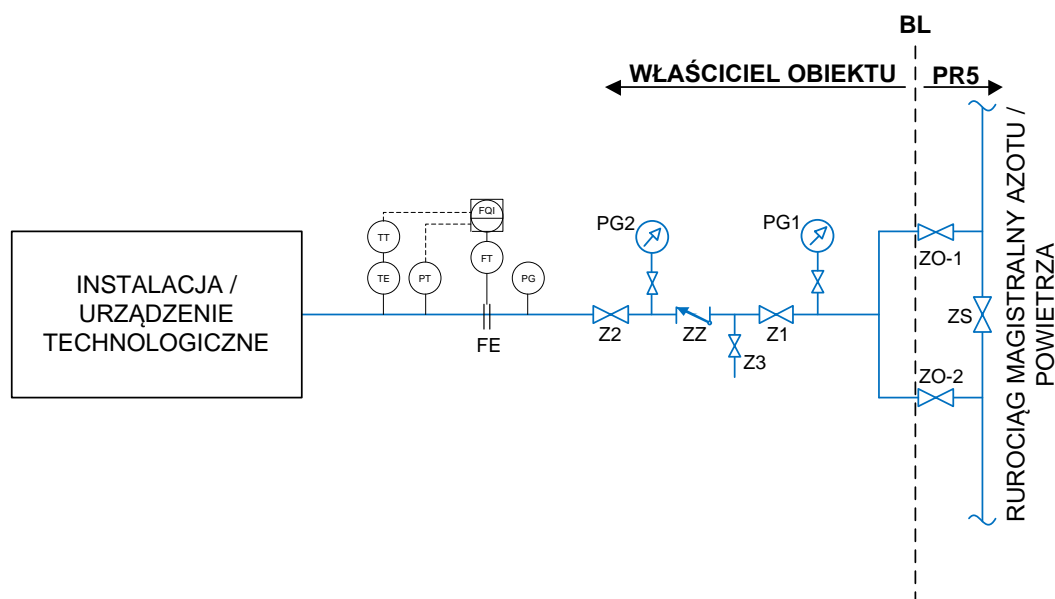 BL
WŁAŚCICIEL OBIEKTU
PR5
RUROCIĄG MAGISTRALNY AZOTU /
POWIETRZA
INSTALACJA /
URZĄDZENIE
TECHNOLOGICZNE
TT
TE
PT
FQI
FT
FE
PG
Z2
PG2
ZZ
Z3
Z1
PG1
ZO-1
ZS
ZO-2